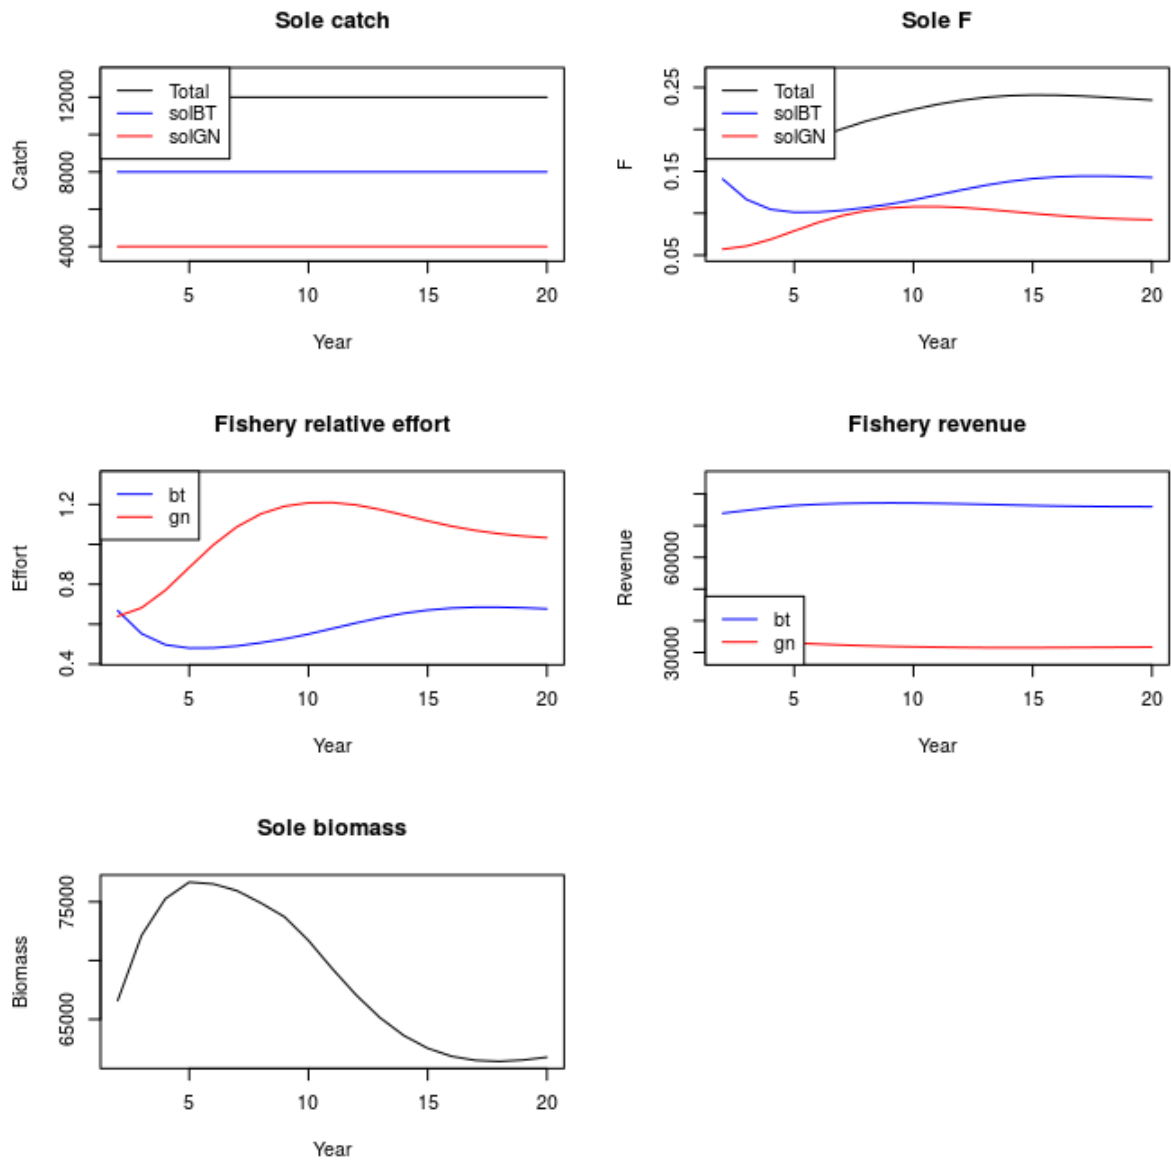 Sole catch
Catch
12000
8000
4000
Total
solBT
solGN
5 10 15 20
Year
Sole F
F
0.25
0.15
0.05
Total
solBT
solGN
5 10 15 20
Year
Fishery relative effort
Effort
1.2
0.8
0.4
bt
gn
5 10 15 20
Year
Fishery revenue
Revenue
60000
30000
bt
gn
5 10 15 20
Year
Sole biomass
Biomass
75000
65000
5 10 15 20
Year